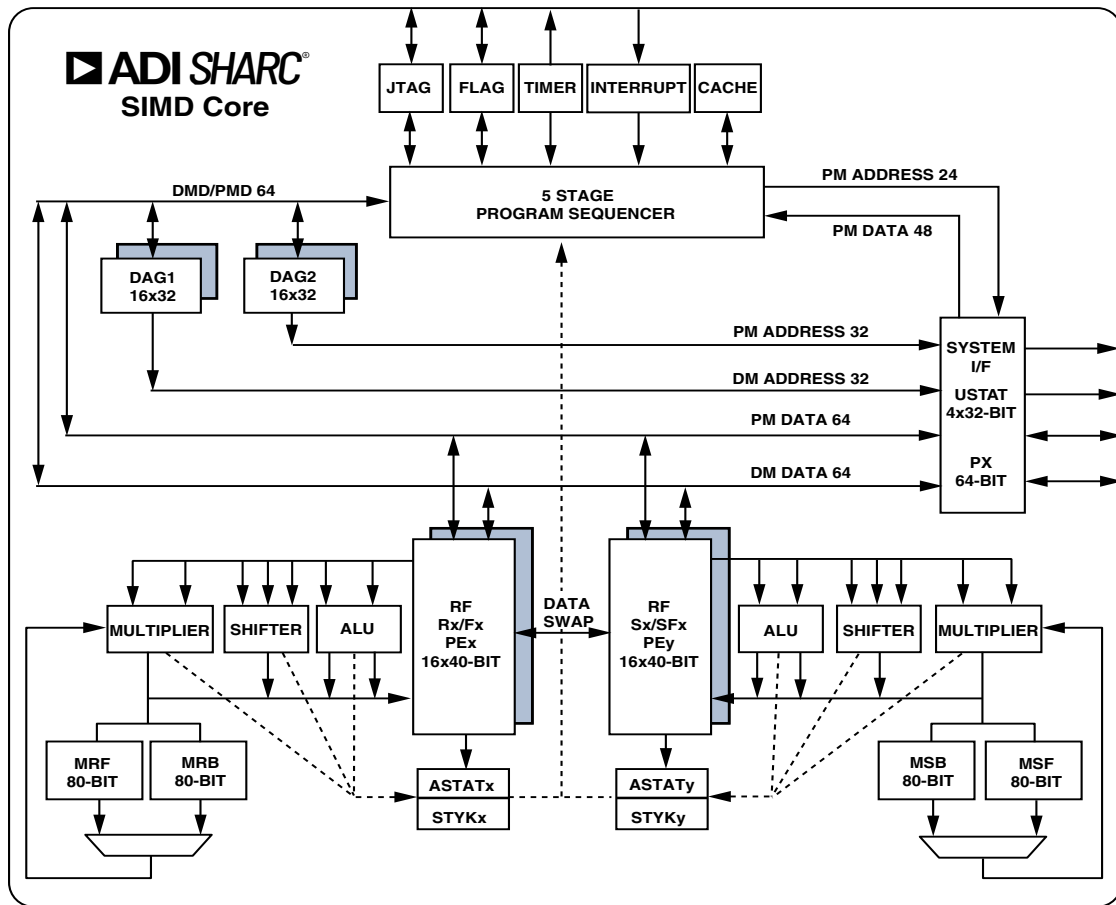 ADI SHARC®
SIMD Core
JTAG
FLAG
TIMER
INTERRUPT
CACHE
DMD/PMD 64
5 STAGE
PROGRAM SEQUENCER
PM ADDRESS 24
PM DATA 48
DAG1
16x32
DAG2
16x32
PM ADDRESS 32
DM ADDRESS 32
PM DATA 64
DM DATA 64
SYSTEM
I/F
USTAT
4x32-BIT
PX
64-BIT
MULTIPLIER
SHIFTER
ALU
RF
Rx/Fx
PEx
16x40-BIT
DATA
SWAP
RF
Sx/SFx
PEy
16x40-BIT
ALU
SHIFTER
MULTIPLIER
MRF
80-BIT
MRB
80-BIT
ASTATx
STYKx
ASTATy
STYKy
MSB
80-BIT
MSF
80-BIT